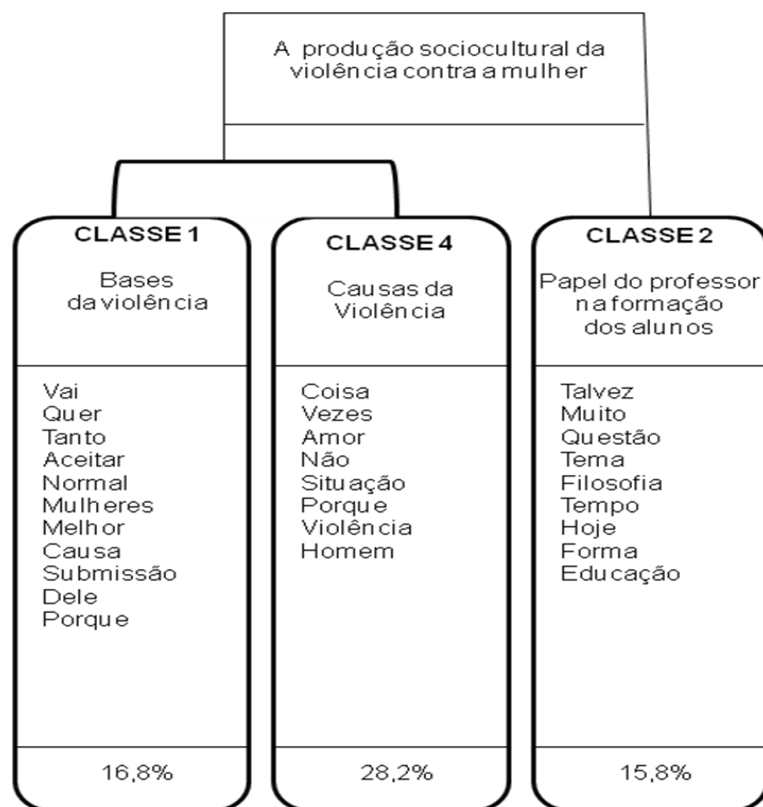 A produção sociocultural da
violência contra a mulher
CLASSE 1
Bases
da violência
Vai
Quer
Tanto
Aceitar
Normal
Mulheres
Melhor
Causa
Submissão
Dele
Porque
16,8%
CLASSE 4
Causas da
Violência
Coisa
Vezes
Amor
Não
Situação
Porque
Violência
Homem
28,2%
CLASSE 2
Papel do professor
na formação
dos alunos
Talvez
Muito
Questão
Tema
Filosofia
Tempo
Hoje
Forma
Educação
15,8%